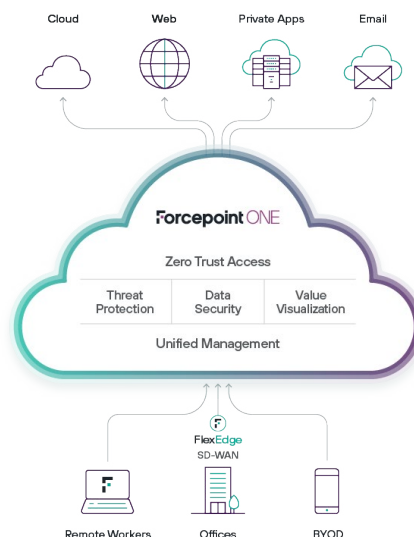 Cloud
Web
Private Apps
Email
Forcepoint ONE
Zero Trust Access
Threat Protection
Data Security
Value Visualization
Unified Management
FlexEdge
SD-WAN
Remote Workers
Offices
BYOD